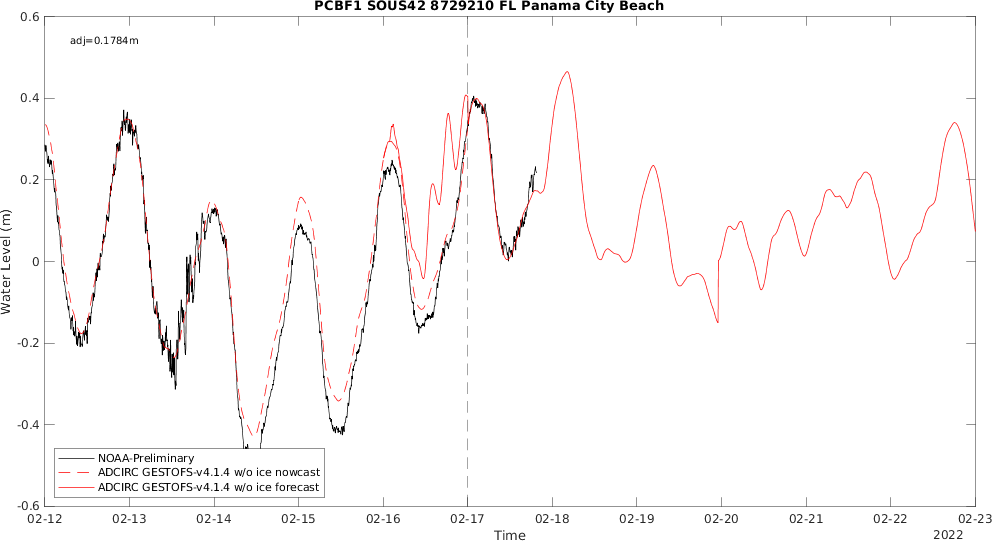 PCBF1 SOUS42 8729210 FL Panama City Beach
adj=0.1784m
0.6
0.4
0.2
0
-0.2
-0.4
-0.6
Water Level (m)
NOAA-Preliminary
ADCIRC GESTOFS-v4.1.4 w/o ice nowcast
ADCIRC GESTOFS-v4.1.4 w/o ice forecast
02-12 02-13 02-14 02-15 02-16 02-17 02-18 02-19 02-20 02-21 02-22 02-23
Time
2022